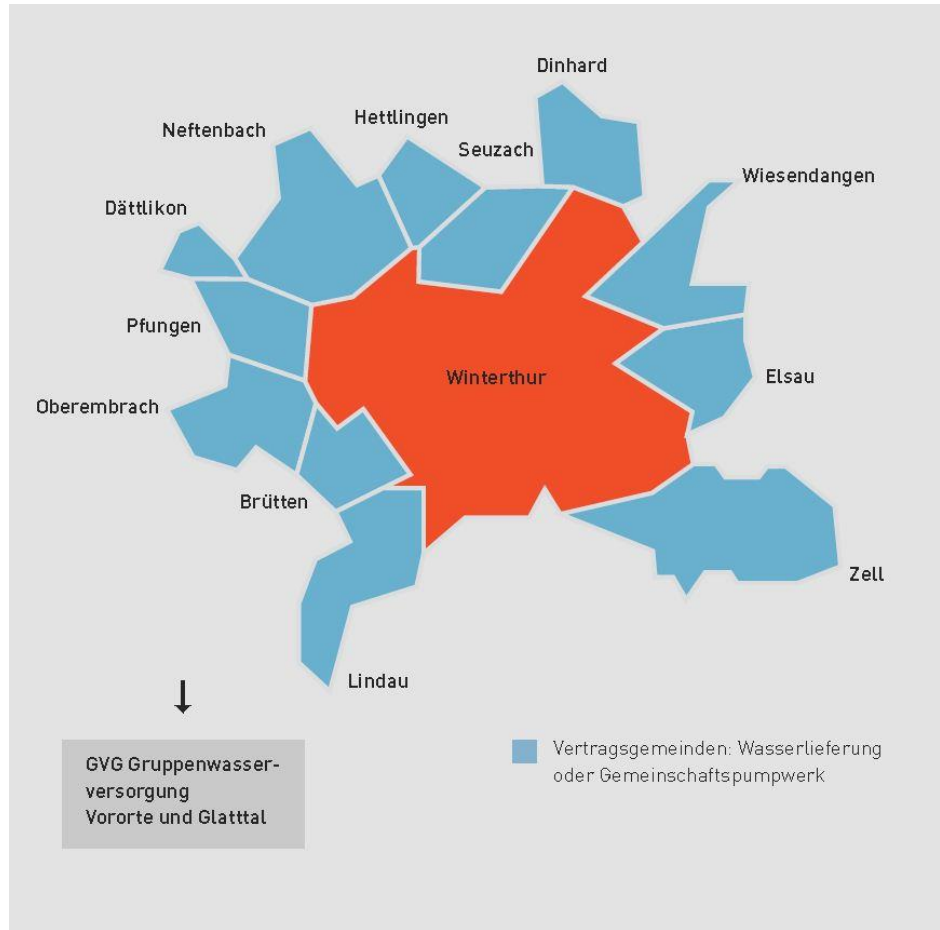 Dinhard
Hettlingen
Neftenbach
Seuzach
Wiesendangen
Dättlikon
Pfungen
Winterthur
Elsau
Oberembrach
Brütten
Zell
Lindau
GVG Gruppenwasser-
versorgung
Vororte und Glatttal
Vertragsgemeinden: Wasserlieferung
oder Gemeinschaftspumpwerk